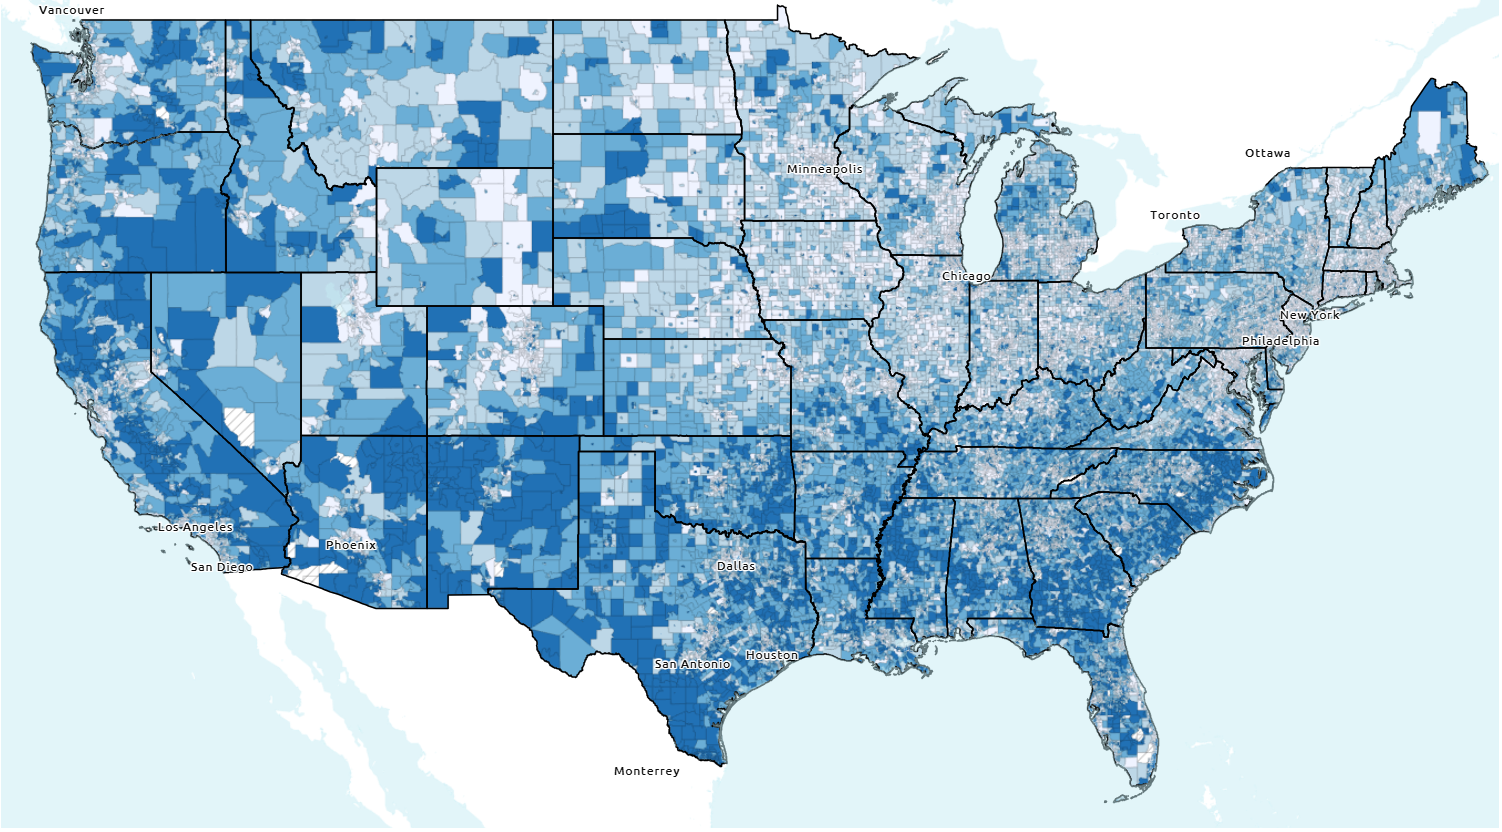 Vancouver
Minneapolis
Ottawa
Toronto
Chicago
New York
Philadelphia
Los Angeles
Phoenix
San Diego
Dallas
Houston
San Antonio
Monterrey